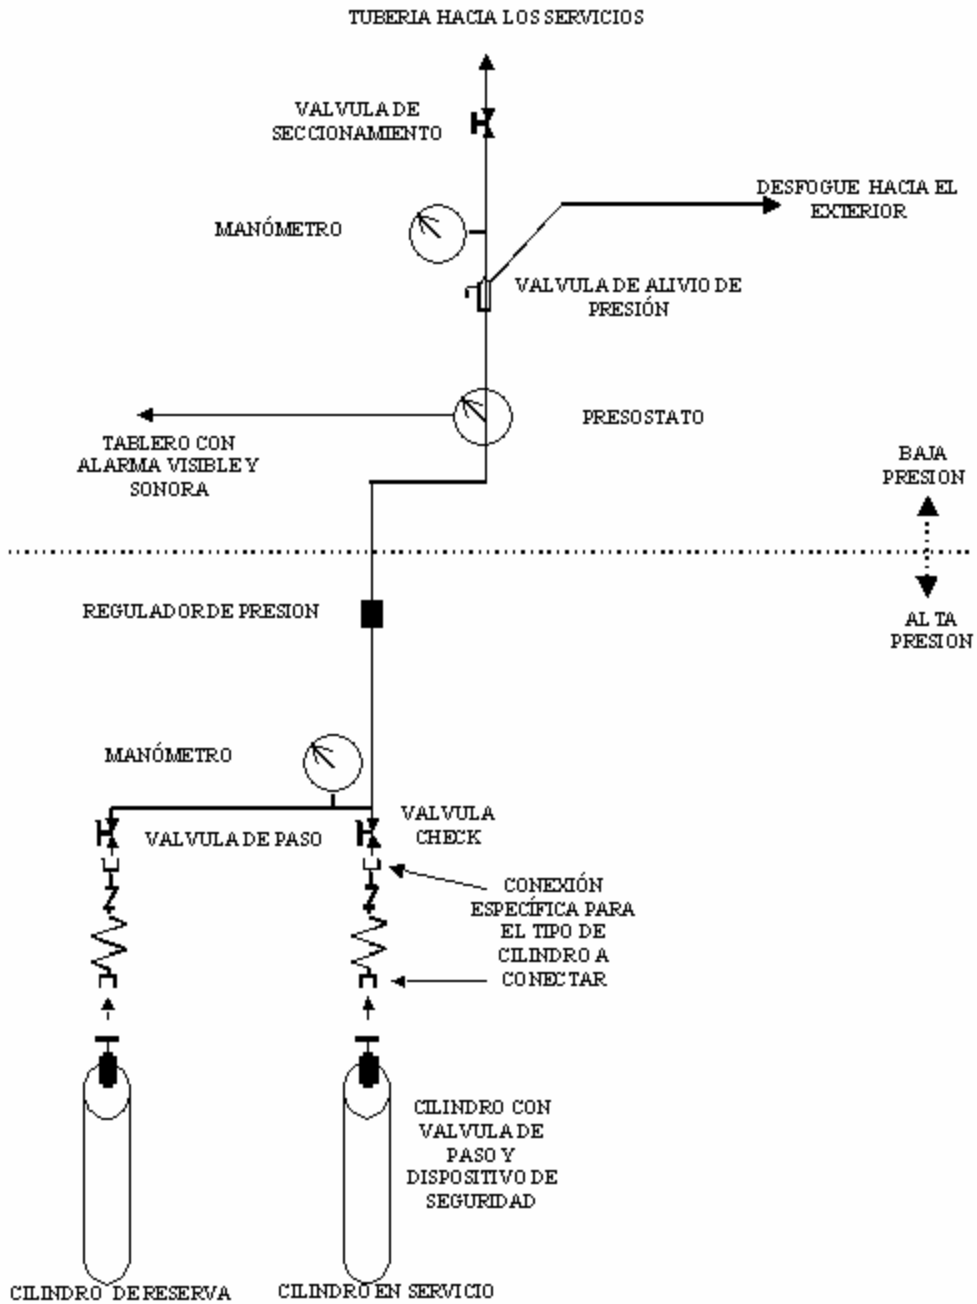 TUBERIA HACIA LOS SERVICIOS
VALVULA DE
SECCIONAMIENTO
DESFOGUE HACIA EL
EXTERIOR
MANÓMETRO
VALVULA DE ALIVIO DE
PRESIÓN
PRESOSTATO
TABLERO CON
ALARMA VISIBLE Y
SONORA
BAJA
PRESION
REGULADOR DE PRESION
ALTA
PRESION
MANÓMETRO
VALVULA
CHECK
VALVULA DE PASO
CONEXIÓN
ESPECÍFICA PARA
EL TIPO DE
CILINDRO A
CONECTAR
CILINDRO CON
VALVULA DE
PASO Y
DISPOSITIVO DE
SEGURIDAD
CILINDRO DE RESERVA
CILINDRO EN SERVICIO